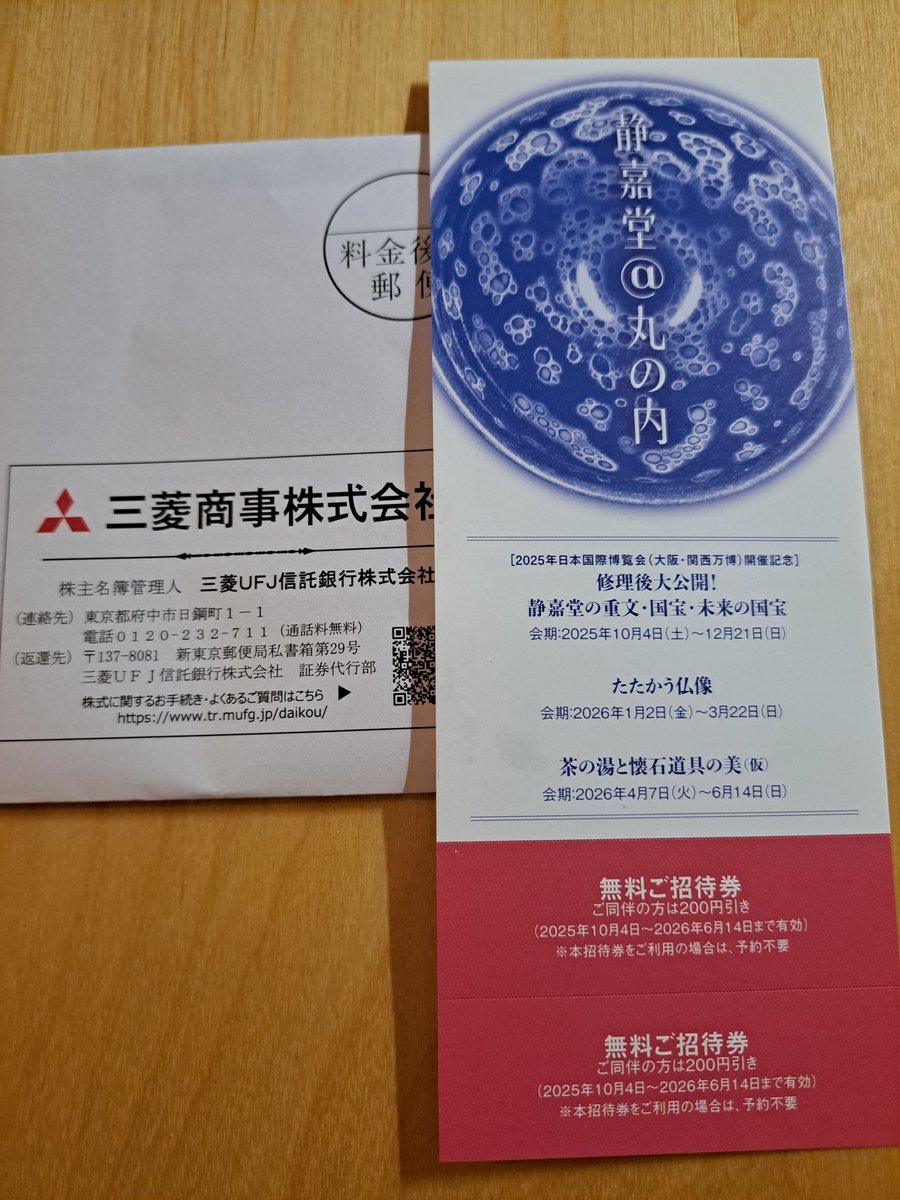 料金後
郵便
三菱商事株式会社
株主名簿管理人 三菱UFJ信託銀行株式会社
(連絡先) 東京都府中市日鋼町1-1
電話0120-232-711 (通話料無料)
(返還先) 〒137-8081 新東京郵便局私書箱第29号
三菱UFJ信託銀行株式会社 証券代行部
株式に関するお手続き・よくあるご質問はこちら ▶
https://www.tr.mufg.jp/daikou/
静嘉堂@丸の内
[2025年日本国際博覧会(大阪・関西万博)開催記念]
修理後大公開!
静嘉堂の重文・国宝・未来の国宝
会期:2025年10月4日(土)~12月21日(日)
たたかう仏像
会期:2026年1月2日(金)~3月22日(日)
茶の湯と懐石道具の美(仮)
会期:2026年4月7日(火)~6月14日(日)
無料ご招待券
ご同伴の方は200円引き
(2025年10月4日~2026年6月14日まで有効)
※本招待券をご利用の場合は、予約不要
無料ご招待券
ご同伴の方は200円引き
(2025年10月4日~2026年6月14日まで有効)
※本招待券をご利用の場合は、予約不要